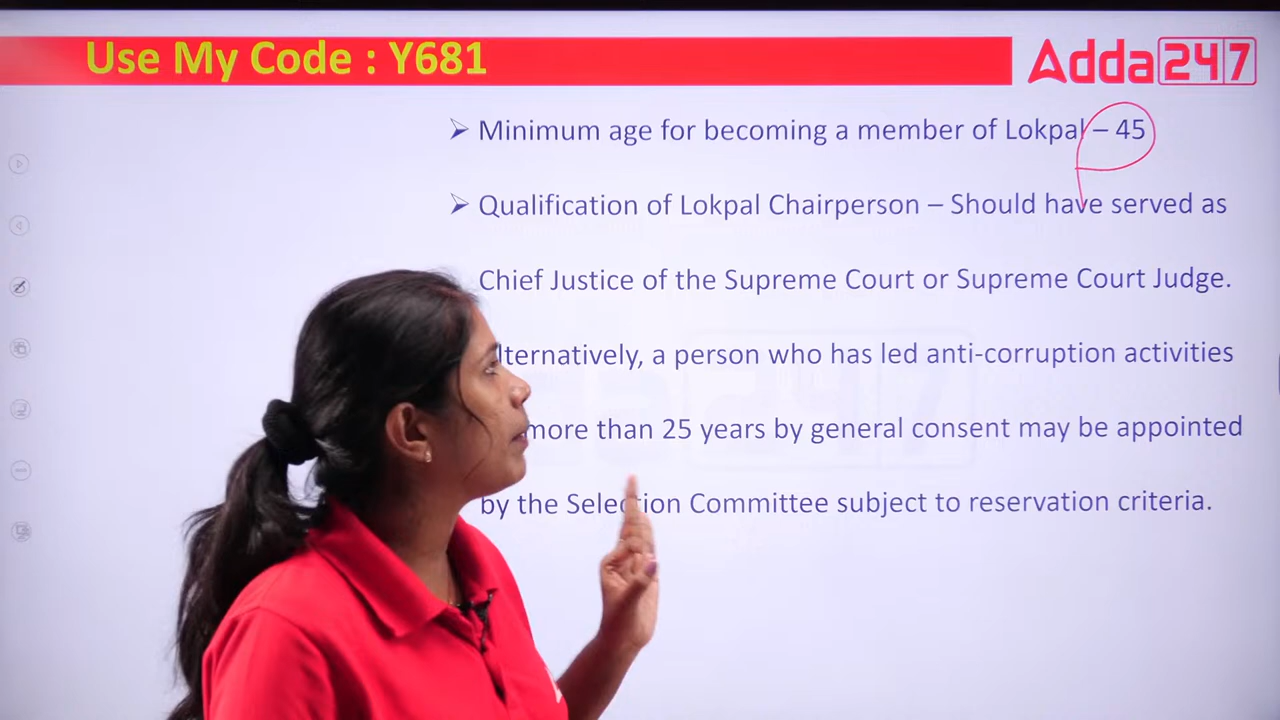 Use My Code : Y681
Adda247
➢ Minimum age for becoming a member of Lokpal – 45
➢ Qualification of Lokpal Chairperson – Should have served as
Chief Justice of the Supreme Court or Supreme Court Judge.
lternatively, a person who has led anti-corruption activities
more than 25 years by general consent may be appointed
by the Selection Committee subject to reservation criteria.